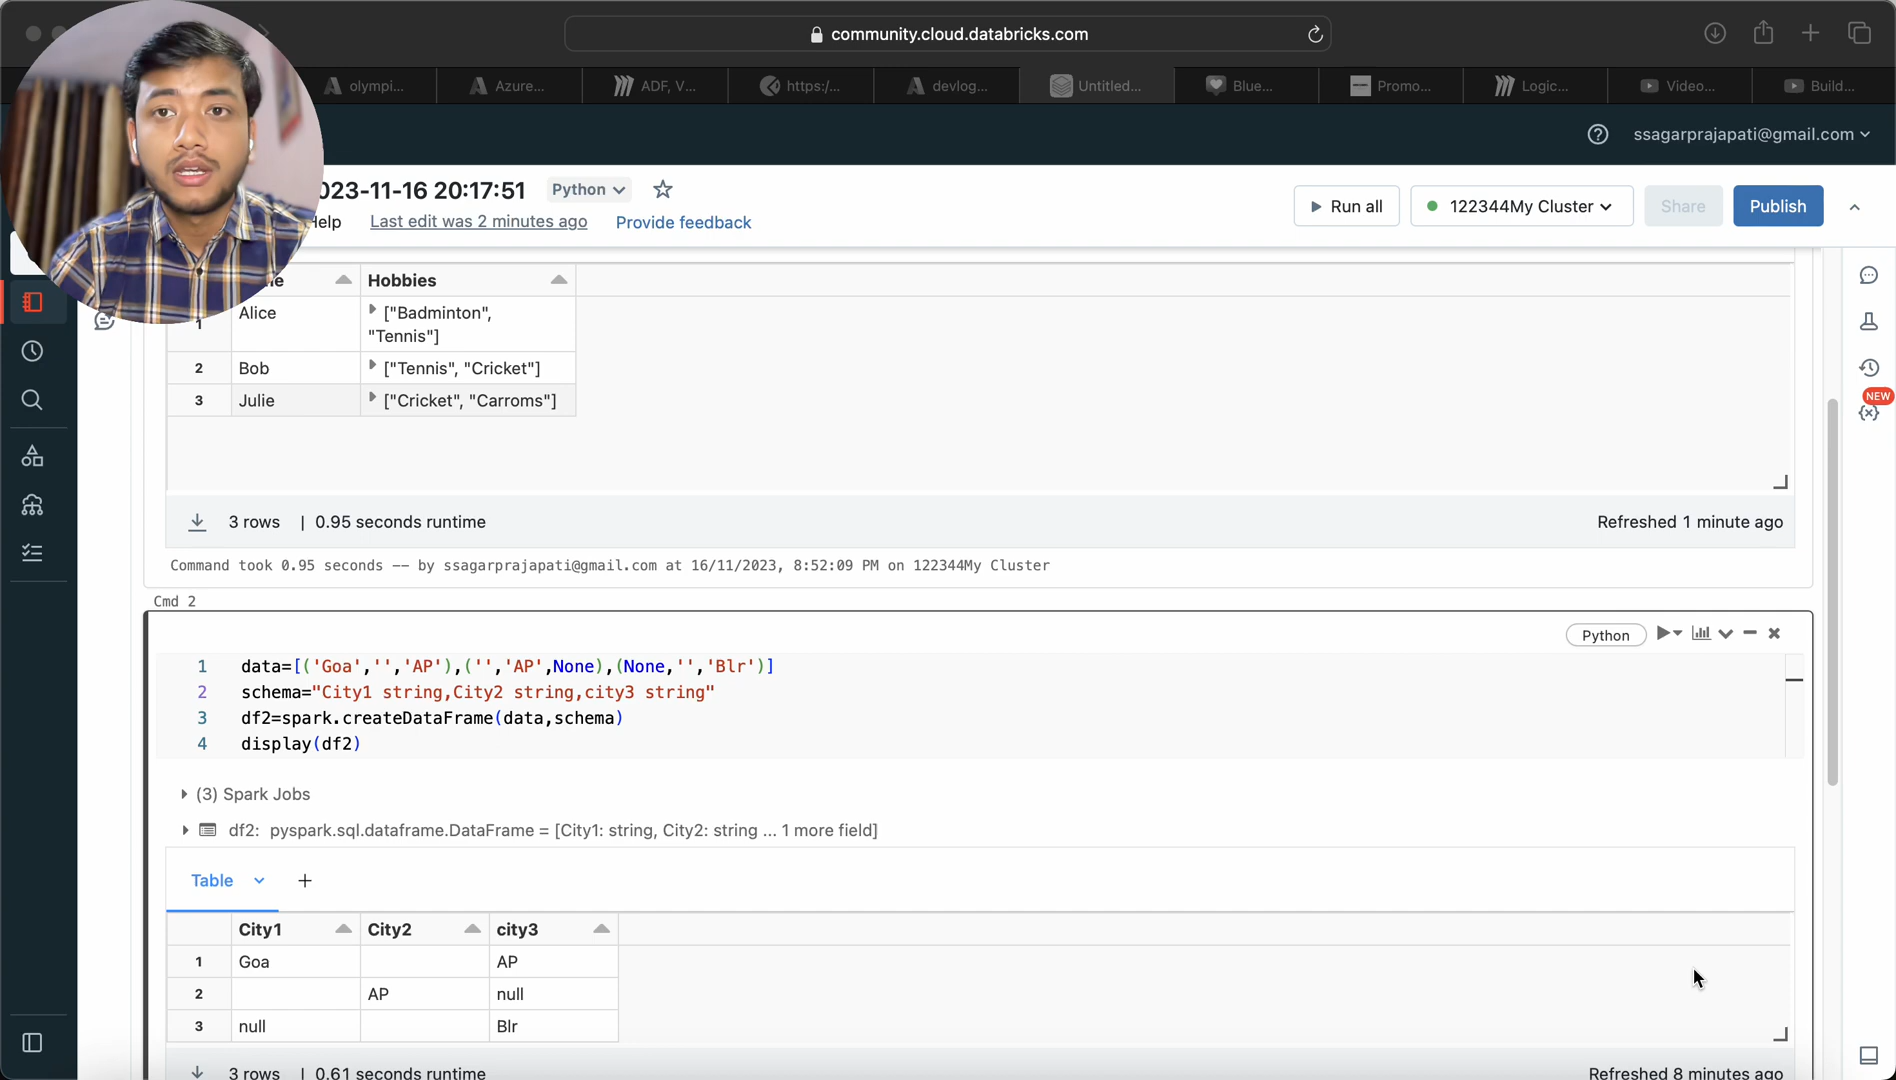 community.cloud.databricks.com
olympi...
Azure...
ADF, V...
https:/...
devlog...
Untitled...
Blue...
Promo...
Logic...
Video...
Build...
ssagarprajapati@gmail.com
023-11-16 20:17:51
Python
Run all
122344My Cluster
Share
Publish
Help
Last edit was 2 minutes ago
Provide feedback
Hobbies
1 Alice ["Badminton",
"Tennis"]
2 Bob ["Tennis", "Cricket"]
3 Julie ["Cricket", "Carroms"]
NEW
3 rows | 0.95 seconds runtime
Refreshed 1 minute ago
Command took 0.95 seconds -- by ssagarprajapati@gmail.com at 16/11/2023, 8:52:09 PM on 122344My Cluster
Cmd 2
Python
1 data=[('Goa','','AP'),('','AP',None),(None,'','Blr')]
2 schema="City1 string,City2 string,city3 string"
3 df2=spark.createDataFrame(data,schema)
4 display(df2)
(3) Spark Jobs
df2: pyspark.sql.dataframe.DataFrame = [City1: string, City2: string ... 1 more field]
Table +
City1 City2 city3
1 Goa AP
2 AP null
3 null Blr
3 rows | 0.61 seconds runtime
Refreshed 8 minutes ago